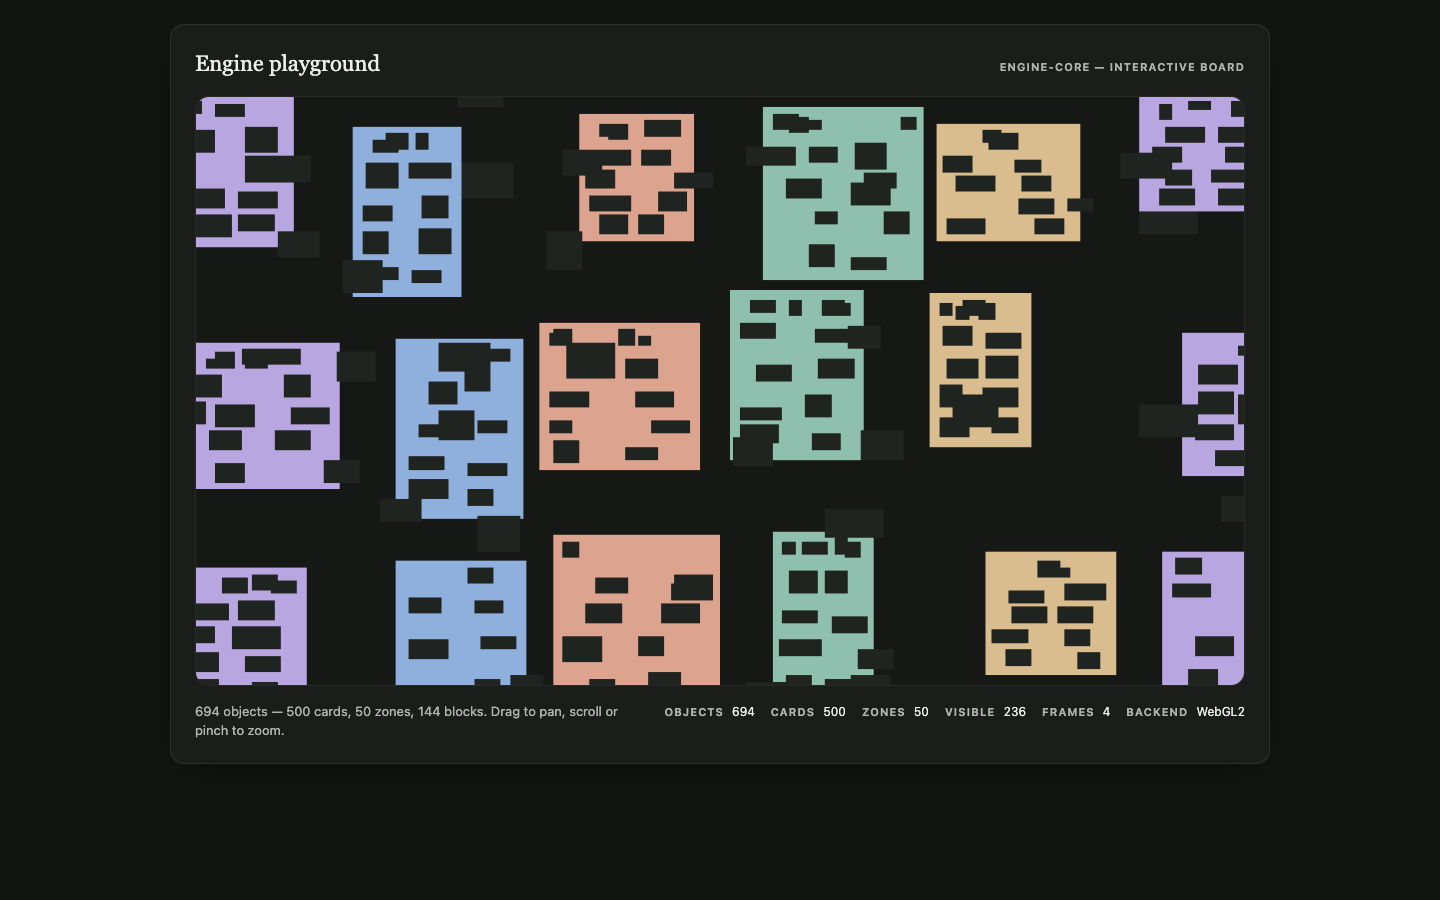 Engine playground
ENGINE-CORE — INTERACTIVE BOARD
694 objects — 500 cards, 50 zones, 144 blocks. Drag to pan, scroll or
pinch to zoom.
OBJECTS 694 CARDS 500 ZONES 50 VISIBLE 236 FRAMES 4 BACKEND WebGL2